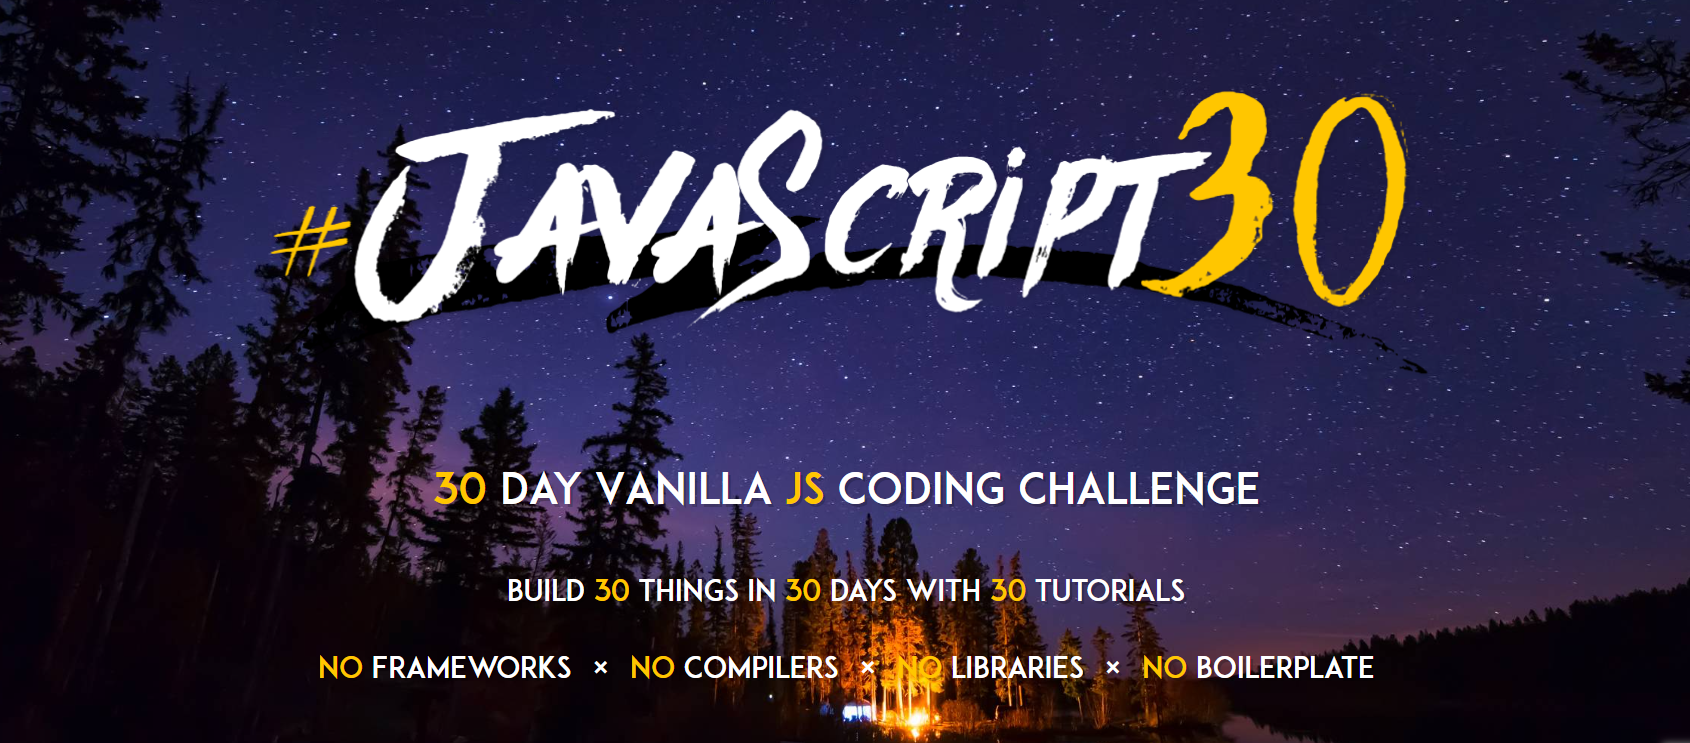 #JavaScript30
30 DAY VANILLA JS CODING CHALLENGE
BUILD 30 THINGS IN 30 DAYS WITH 30 TUTORIALS
NO FRAMEWORKS × NO COMPILERS × NO LIBRARIES × NO BOILERPLATE